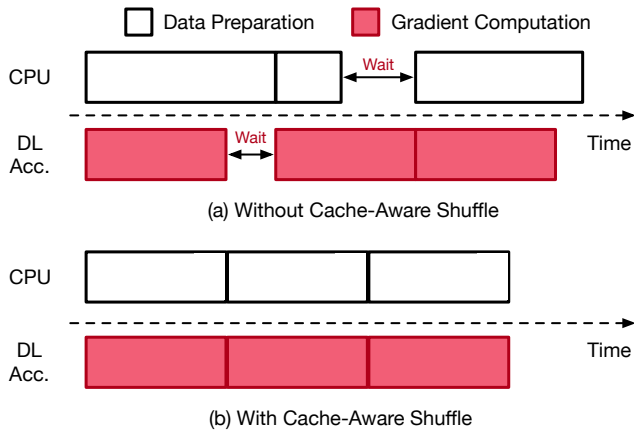 Data Preparation Gradient Computation
CPU
Wait
Wait
DL
Acc.
Time
(a) Without Cache-Aware Shuffle
CPU
DL
Acc.
Time
(b) With Cache-Aware Shuffle